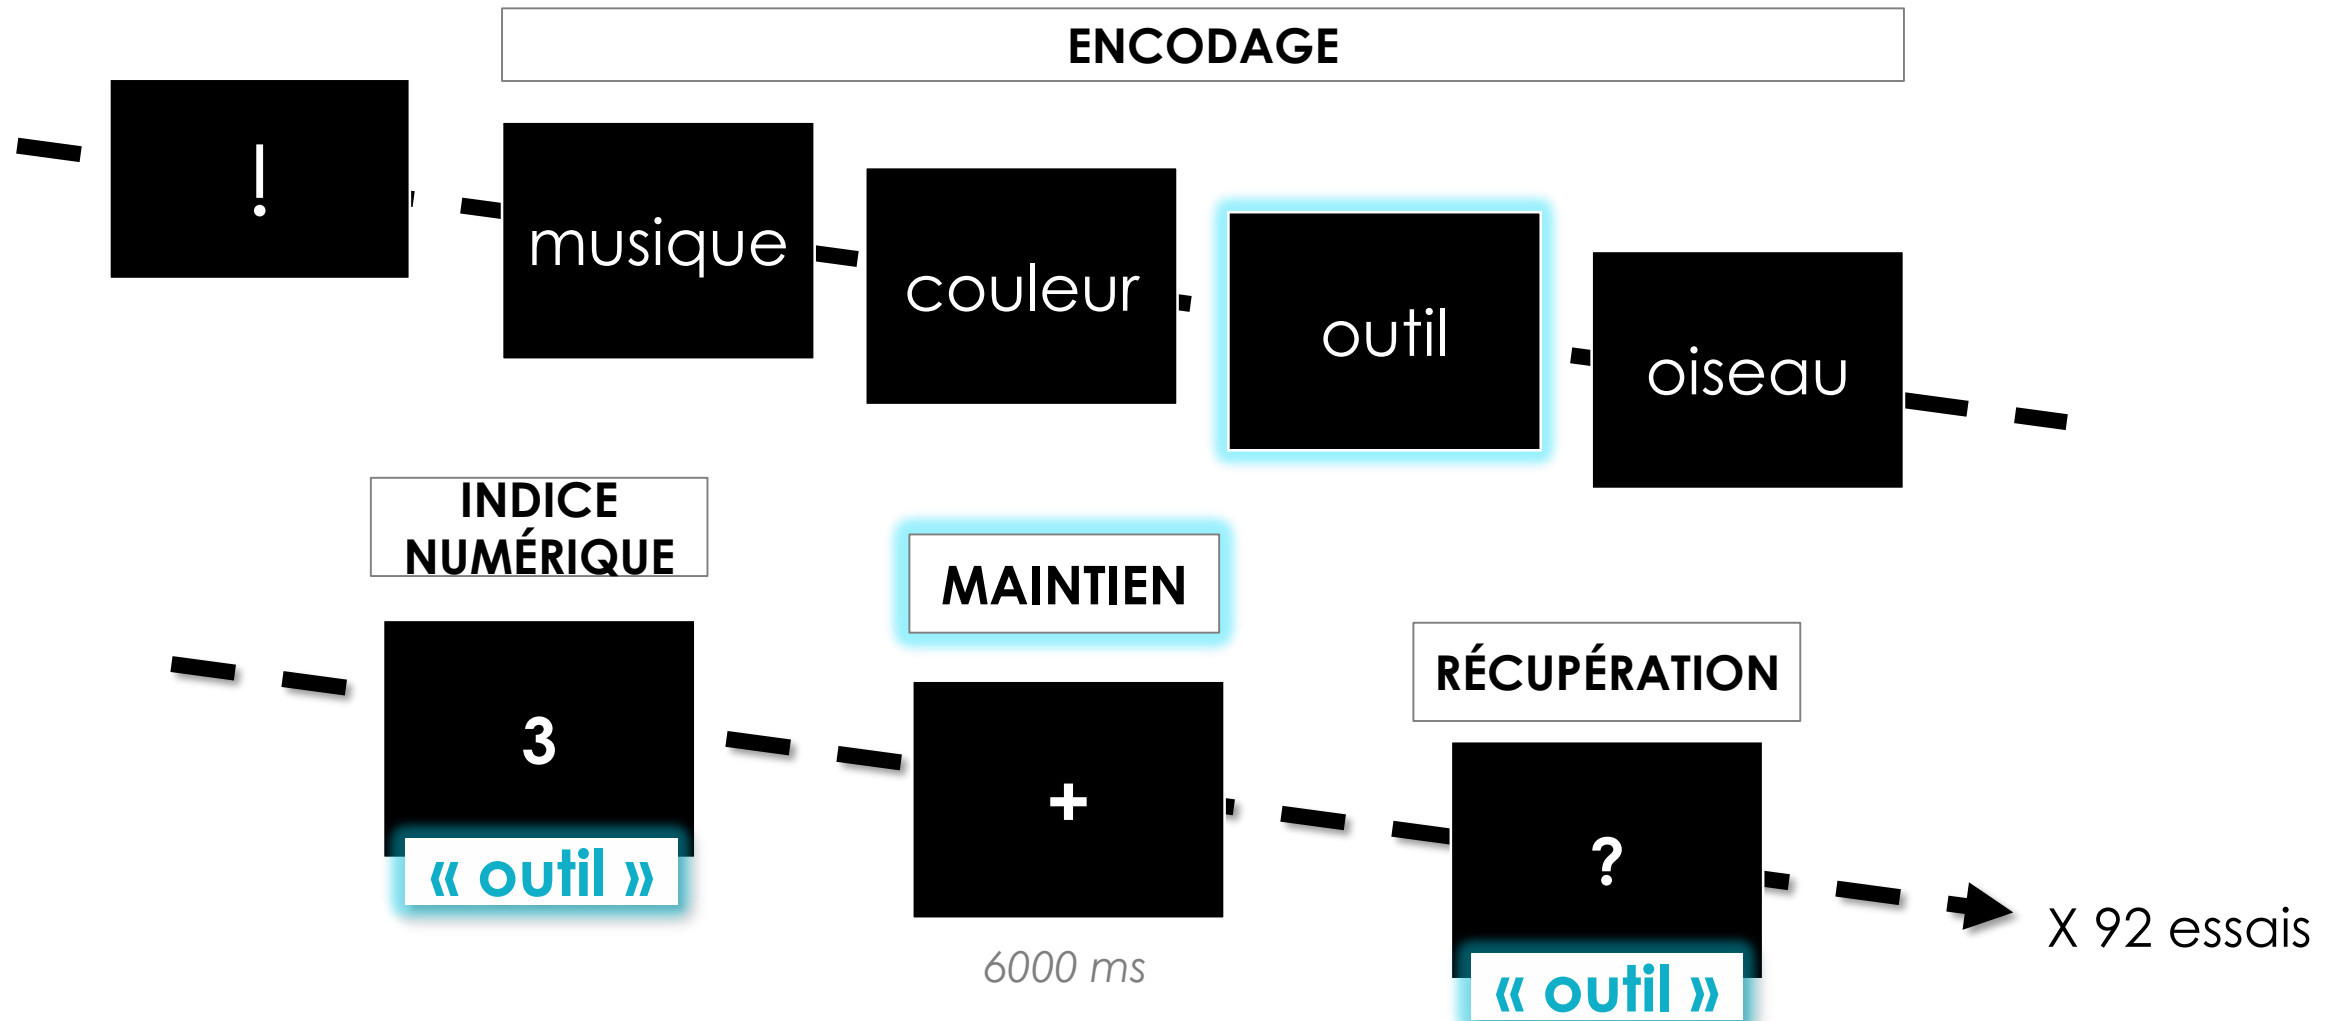 ENCODAGE
!
musique
couleur
outil
oiseau
INDICE
NUMÉRIQUE
MAINTIEN
RÉCUPÉRATION
3
« outil »
+
6000 ms
?
« outil »
X 92 essais